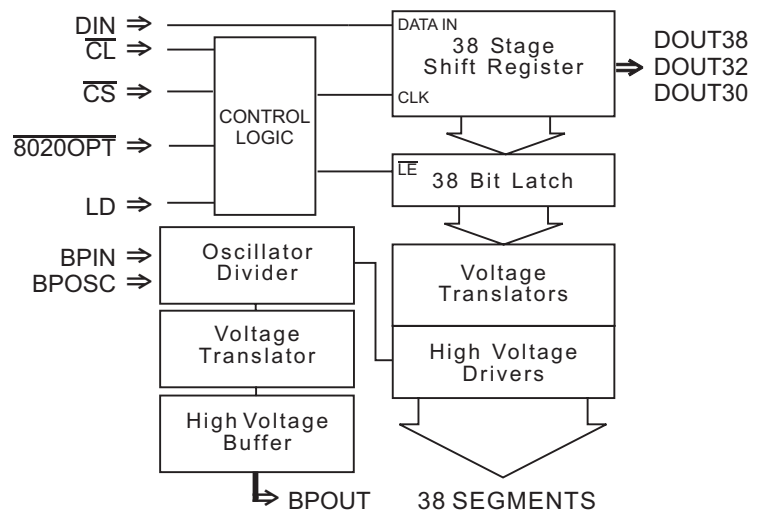 DIN ⇒
CL ⇒
CS ⇒
8020OPT ⇒
LD ⇒
BPIN ⇒
BPOSC ⇒
CONTROL
LOGIC
DATA IN
38 Stage
Shift Register
CLK
⇒ DOUT38
DOUT32
DOUT30
LE
38 Bit Latch
Oscillator
Divider
Voltage
Translators
Voltage
Translator
High Voltage
Drivers
High Voltage
Buffer
BPOUT
38 SEGMENTS